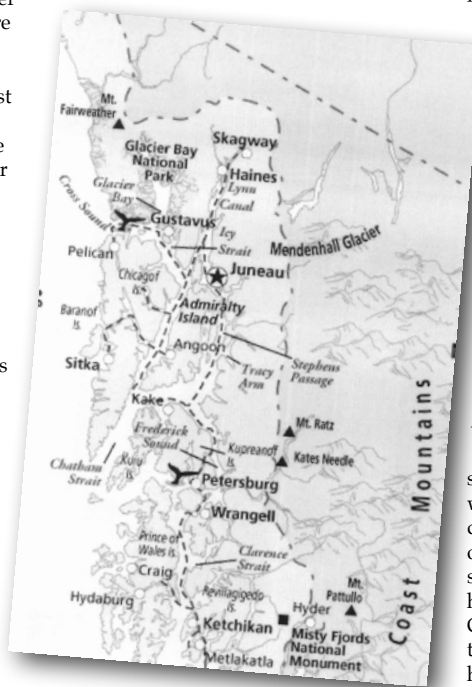 re
st
e
r
s
Mt.
Fairweather
Glacier Bay
National
Park
Skagway
Haines
Lynn
Canal
Glacier
Bay
Cross Sound
Gustavus
Icy
Strait
Mendenhall Glacier
Pelican
Chicagof
Is.
Juneau
Baranof
Is.
Admiralty
Island
Sitka
Angoon
Tracy
Arm
Stephens
Passage
Kake
Frederick
Sound
Kupreanof
Is.
Mt. Ratz
Kates Needle
Chatham
Strait
Kuiu
Is.
Petersburg
Wrangell
Coast Mountains
Prince of
Wales Is.
Craig
Clarence
Strait
Hydaburg
Revillagigedo
Is.
Hyder
Mt.
Pattullo
Ketchikan
Misty Fjords
National
Monument
Metlakatla